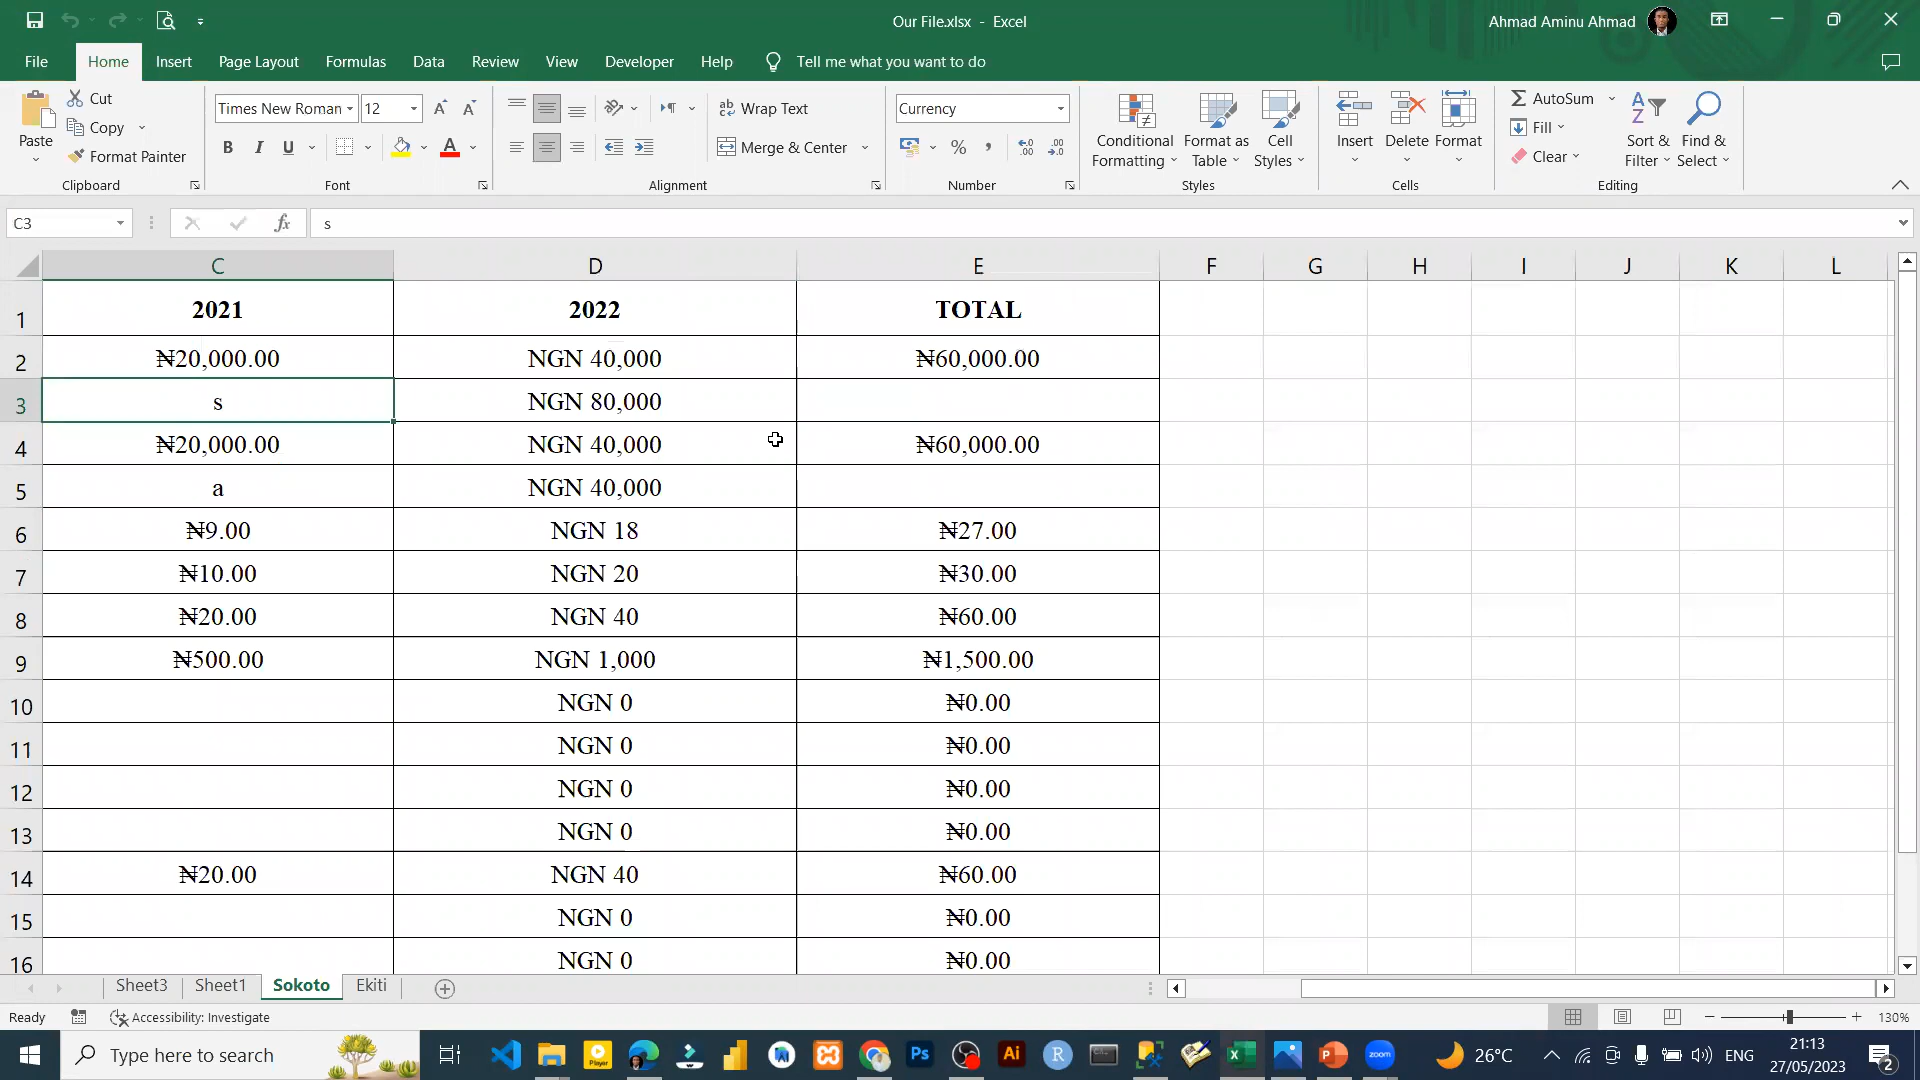 Our File.xlsx - Excel
Ahmad Aminu Ahmad
File Home Insert Page Layout Formulas Data Review View Developer Help Tell me what you want to do
Paste
Cut
Copy
Format Painter
Clipboard
Times New Roman 12
B I U A
Font
Wrap Text
Merge & Center
Alignment
Currency
% ,
Number
Conditional Formatting
Format as Table
Cell Styles
Styles
Insert Delete Format
Cells
AutoSum
Fill
Clear
Sort & Filter
Find & Select
Editing
C3 fx s
C D E F G H I J K L
1 2021 2022 TOTAL
2 ₦20,000.00 NGN 40,000 ₦60,000.00
3 s NGN 80,000
4 ₦20,000.00 NGN 40,000 ₦60,000.00
5 a NGN 40,000
6 ₦9.00 NGN 18 ₦27.00
7 ₦10.00 NGN 20 ₦30.00
8 ₦20.00 NGN 40 ₦60.00
9 ₦500.00 NGN 1,000 ₦1,500.00
10 NGN 0 ₦0.00
11 NGN 0 ₦0.00
12 NGN 0 ₦0.00
13 NGN 0 ₦0.00
14 ₦20.00 NGN 40 ₦60.00
15 NGN 0 ₦0.00
16 NGN 0 ₦0.00
Sheet3 Sheet1 Sokoto Ekiti
Ready Accessibility: Investigate 130%
Type here to search
Player
Ps
Ai
R
zoom
26°C
ENG
21:13
27/05/2023
2